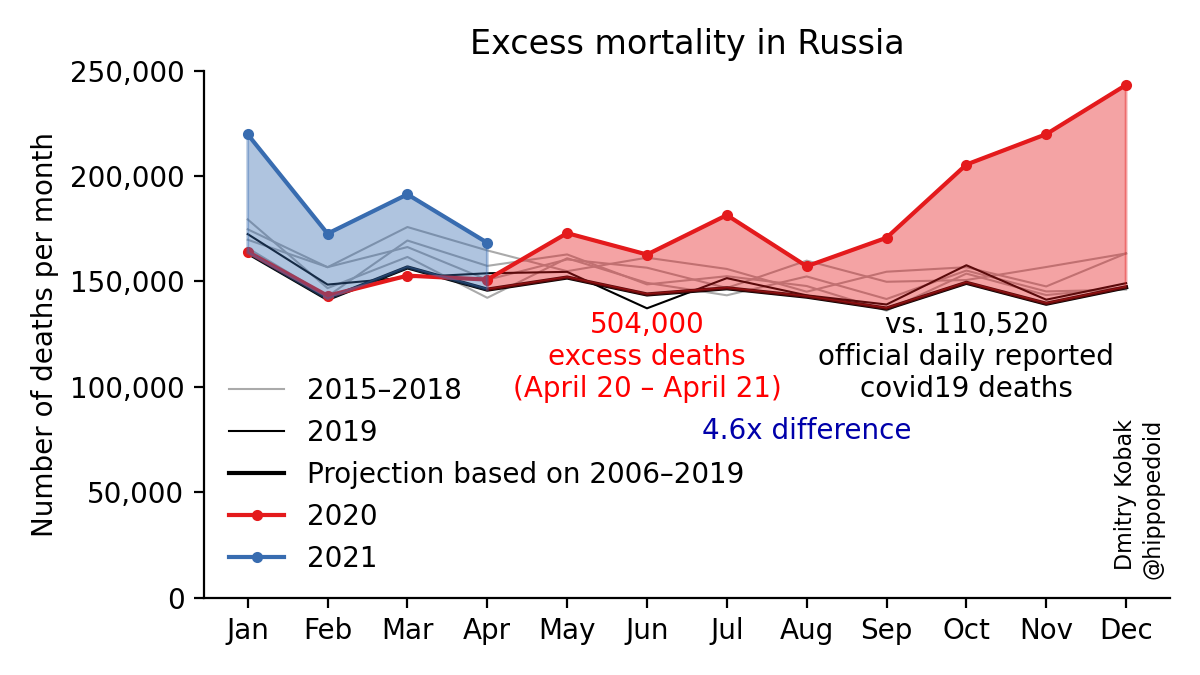 Excess mortality in Russia
Number of deaths per month
250,000
200,000
150,000
100,000
50,000
0
504,000
excess deaths
(April 20 – April 21)
vs. 110,520
official daily reported
covid19 deaths
4.6x difference
2015–2018
2019
Projection based on 2006–2019
2020
2021
Dmitry Kobak
@hippopedoid
Jan Feb Mar Apr May Jun Jul Aug Sep Oct Nov Dec